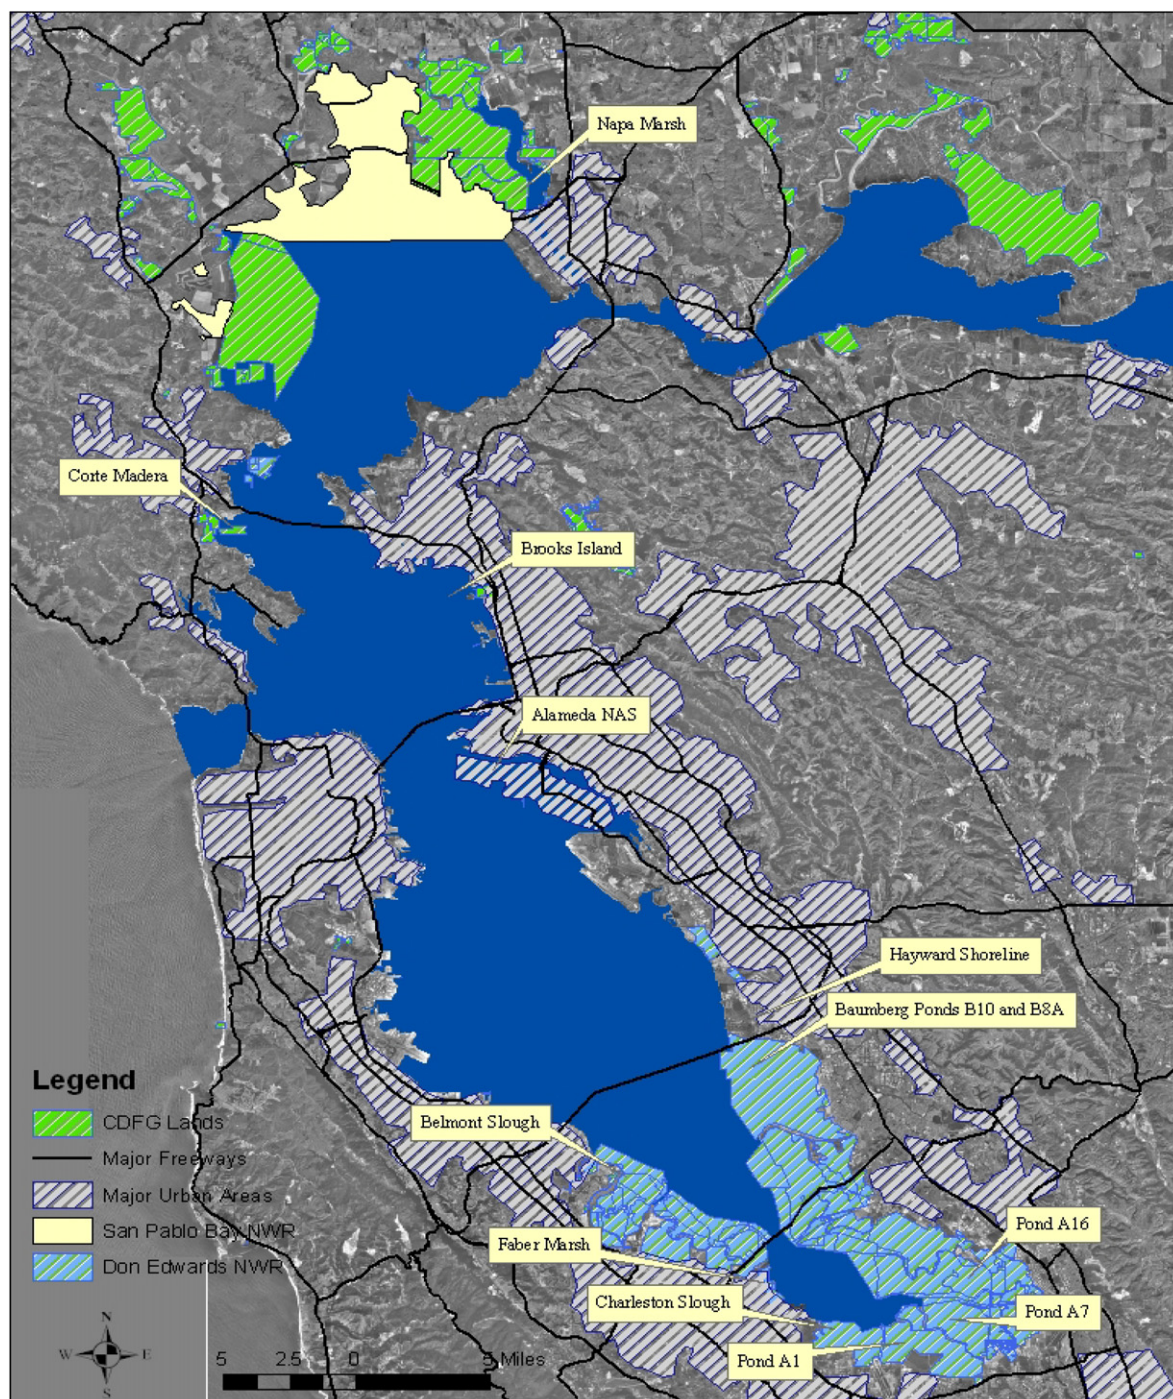 Napa Marsh
Corte Madera
Brooks Island
Alameda NAS
Hayward Shoreline
Baumberg Ponds B10 and B8A
Belmont Slough
Pond A16
Faber Marsh
Charleston Slough
Pond A7
Pond A1
Legend
CDFG Lands
Major Freeways
Major Urban Areas
San Pablo Bay NWR
Don Edwards NWR
N
W E
S
5 2.5 0 5 Miles